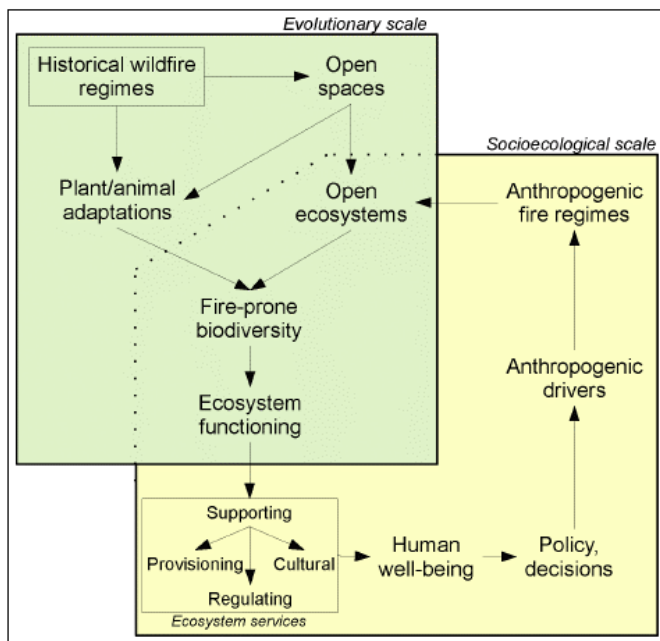 Evolutionary scale
Historical wildfire
regimes
Open
spaces
Socioecological scale
Plant/animal
adaptations
Open
ecosystems
Anthropogenic
fire regimes
Fire-prone
biodiversity
Anthropogenic
drivers
Ecosystem
functioning
Supporting
Provisioning
Cultural
Regulating
Ecosystem services
Human
well-being
Policy,
decisions